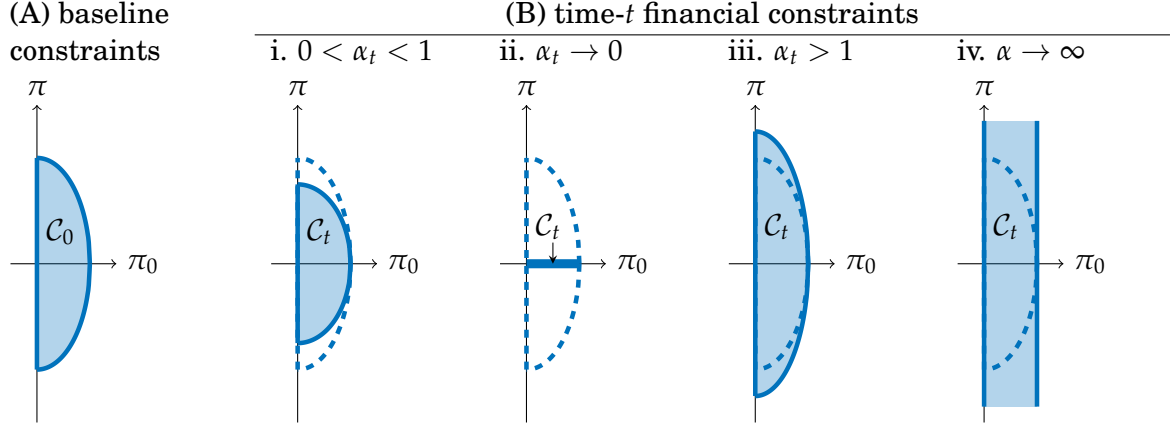 (A) baseline constraints
(B) time-t financial constraints
i. 0 < α_t < 1
ii. α_t → 0
iii. α_t > 1
iv. α → ∞
π
π
π
π
π
C_0
C_t
C_t
C_t
C_t
π_0
π_0
π_0
π_0
π_0